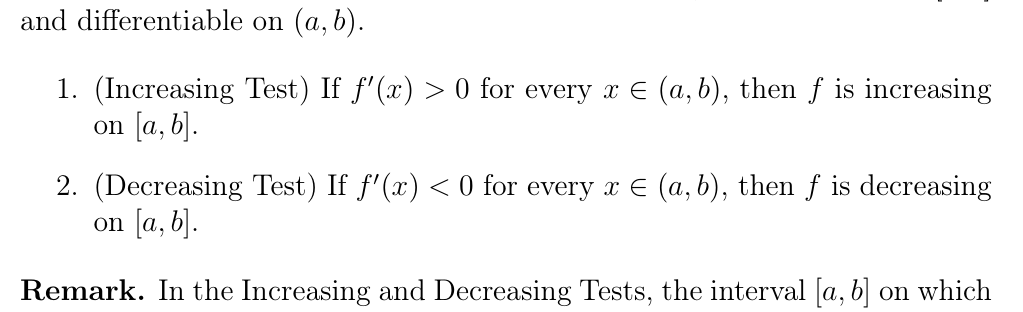 and differentiable on (a, b).
1. (Increasing Test) If f′(x) > 0 for every x ∈ (a, b), then f is increasing
on [a, b].
2. (Decreasing Test) If f′(x) < 0 for every x ∈ (a, b), then f is decreasing
on [a, b].
Remark. In the Increasing and Decreasing Tests, the interval [a, b] on which